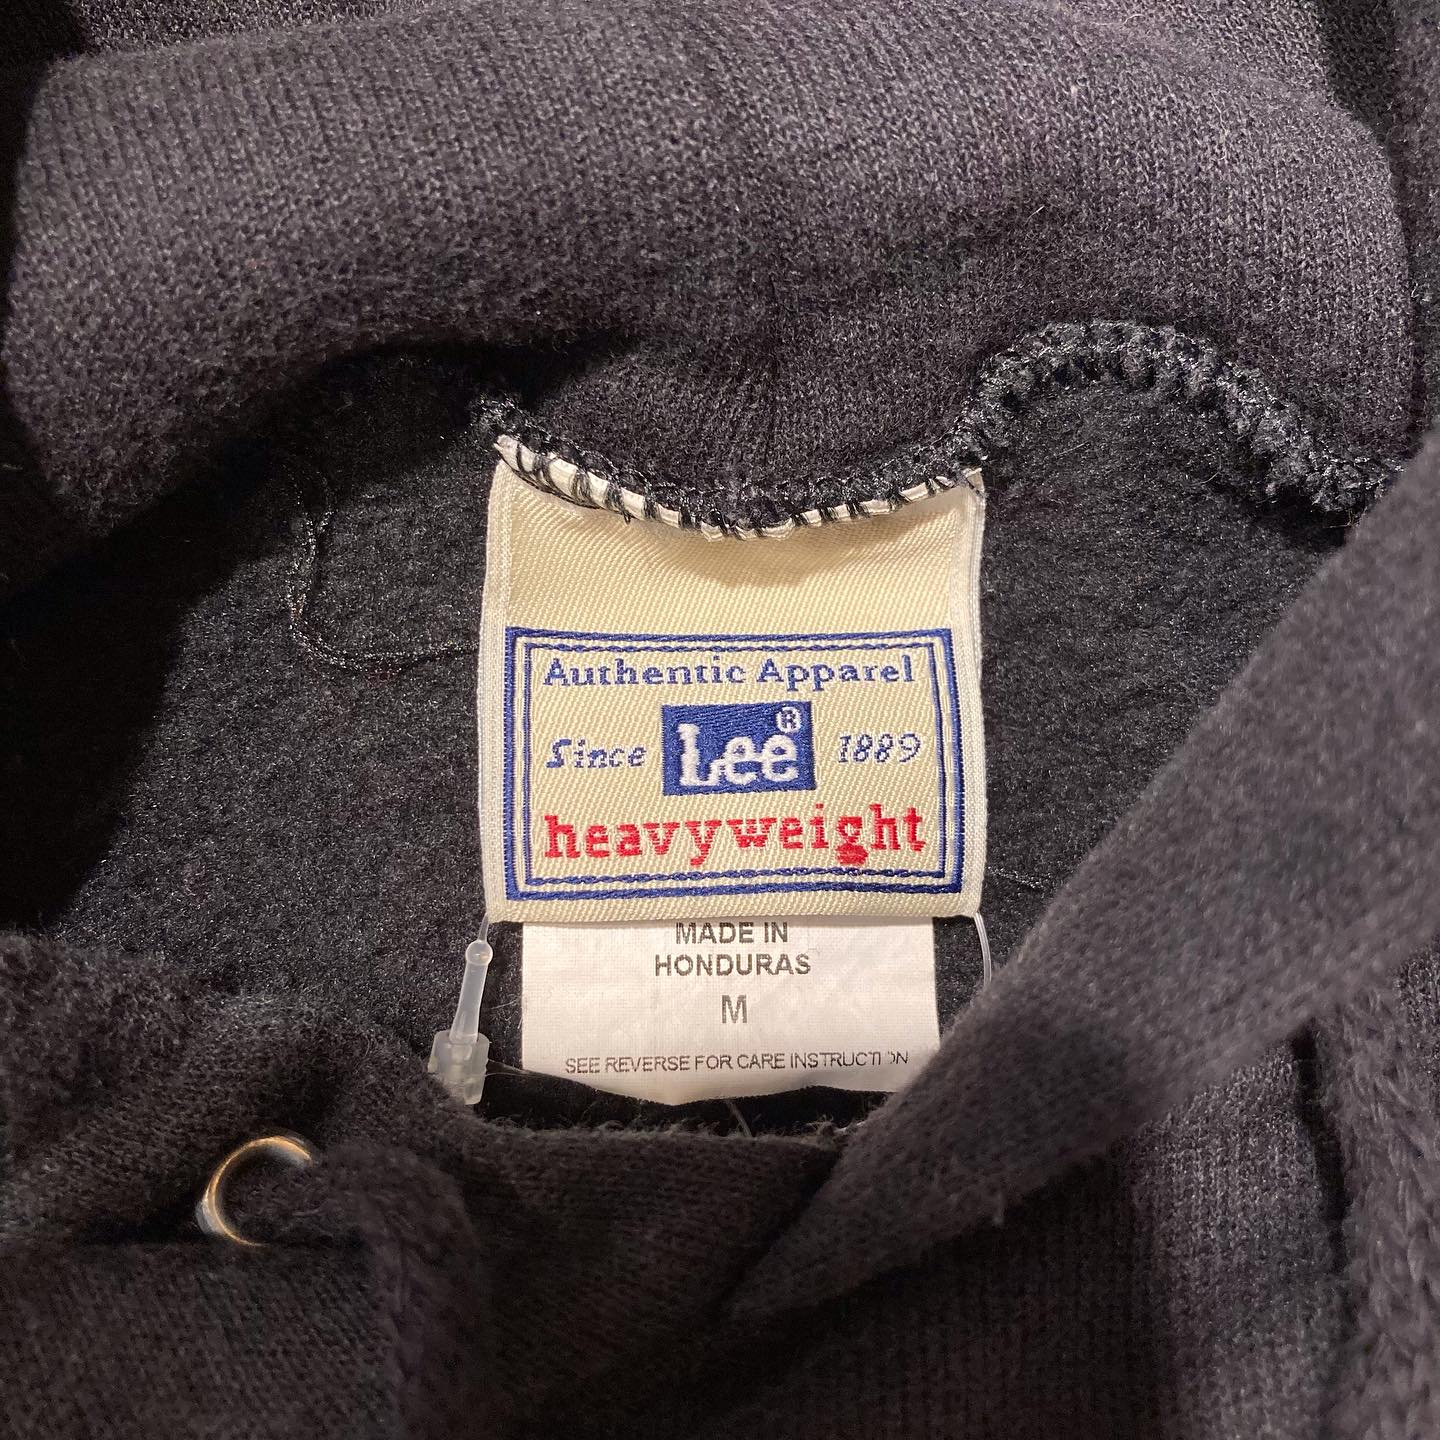 Authentic Apparel
Since Lee® 1889
heavyweight
MADE IN
HONDURAS
M
SEE REVERSE FOR CARE INSTRUCTION